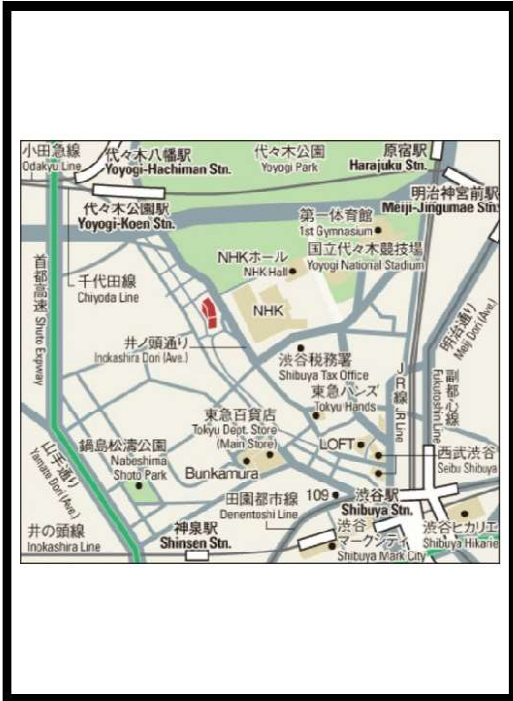 小田急線
Odakyu Line
代々木八幡駅
Yoyogi-Hachiman Stn.
代々木公園
Yoyogi Park
原宿駅
Harajuku Stn.
代々木公園駅
Yoyogi-Koen Stn.
明治神宮前駅
Meiji-Jingumae Stn.
第一体育館
1st Gymnasium
国立代々木競技場
Yoyogi National Stadium
NHKホール
NHK Hall
首都高速 Shuto Expway
千代田線
Chiyoda Line
NHK
明治通り
Meiji Dori (Ave.)
井ノ頭通り
Inokashira Dori (Ave.)
渋谷税務署
Shibuya Tax Office
JR線 JR Line
副都心線
Fukutoshin Line
東急ハンズ
Tokyu Hands
東急百貨店
Tokyu Dept. Store
(Main Store)
LOFT
西武渋谷
Seibu Shibuya
山手通り
Yamate Dori (Ave.)
鍋島松濤公園
Nabeshima
Shoto Park
Bunkamura
田園都市線
Denentoshi Line
109
渋谷駅
Shibuya Stn.
井の頭線
Inokashira Line
神泉駅
Shinsen Stn.
渋谷
マークシティ
Shibuya Mark City
渋谷ヒカリエ
Shibuya Hikarie